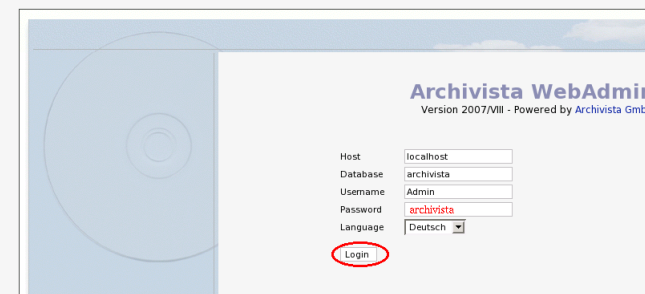 Archivista WebAdmin
Version 2007/VIII - Powered by Archivista Gmb
Host localhost
Database archivista
Username Admin
Password archivista
Language Deutsch
Login